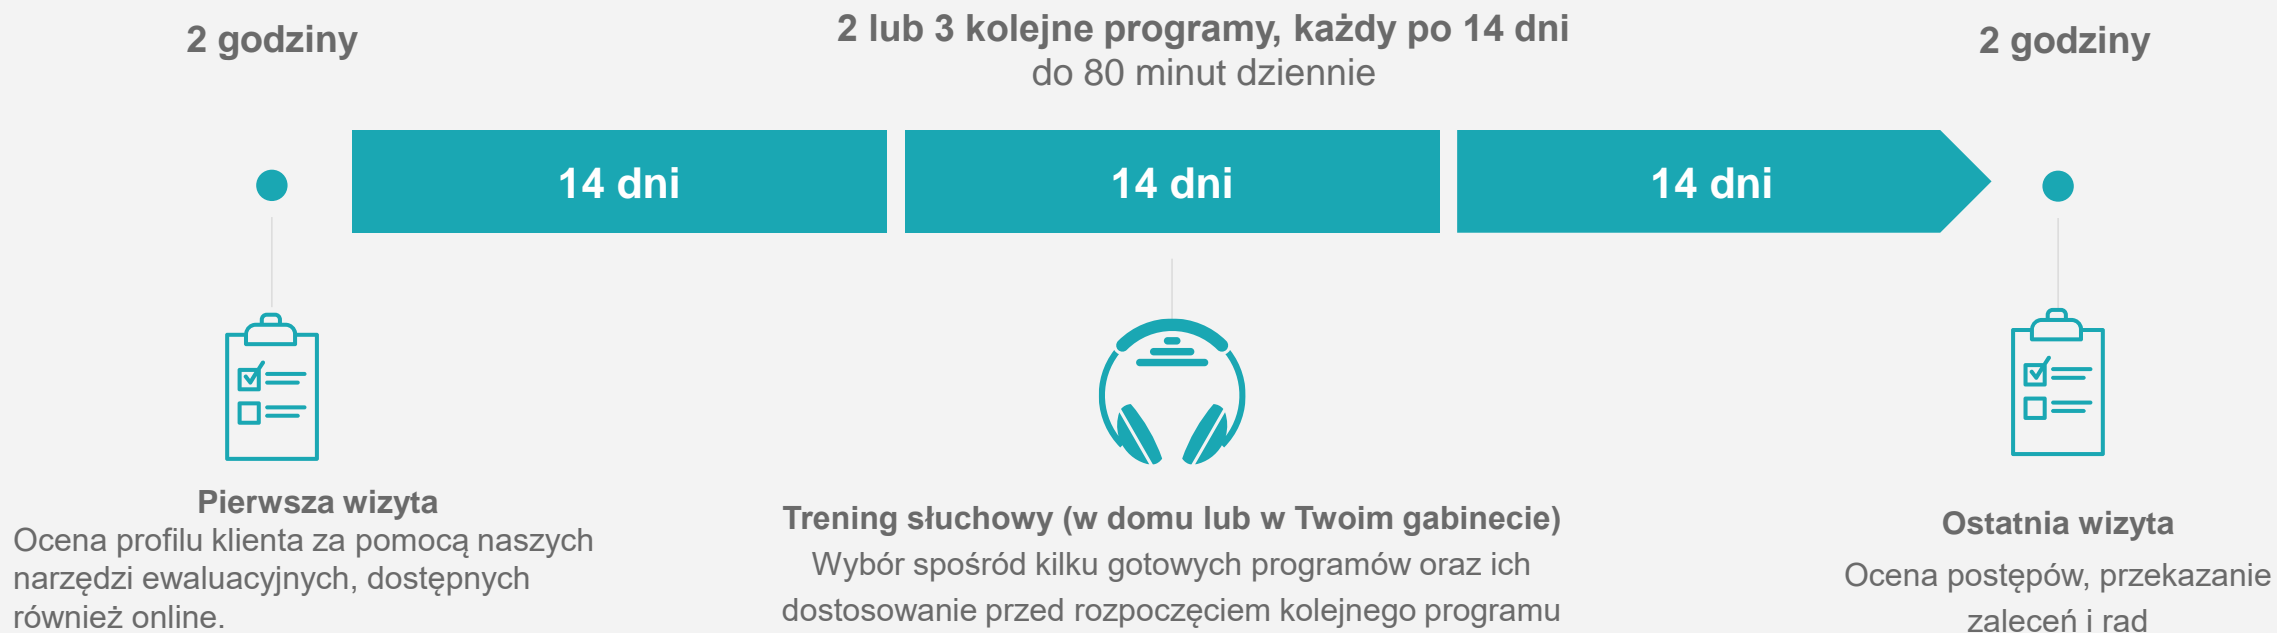 2 godziny
2 lub 3 kolejne programy, każdy po 14 dni
do 80 minut dziennie
2 godziny
14 dni
14 dni
14 dni
Pierwsza wizyta
Ocena profilu klienta za pomocą naszych
narzędzi ewaluacyjnych, dostępnych
również online.
Trening słuchowy (w domu lub w Twoim gabinecie)
Wybór spośród kilku gotowych programów oraz ich
dostosowanie przed rozpoczęciem kolejnego programu
Ostatnia wizyta
Ocena postępów, przekazanie
zaleceń i rad